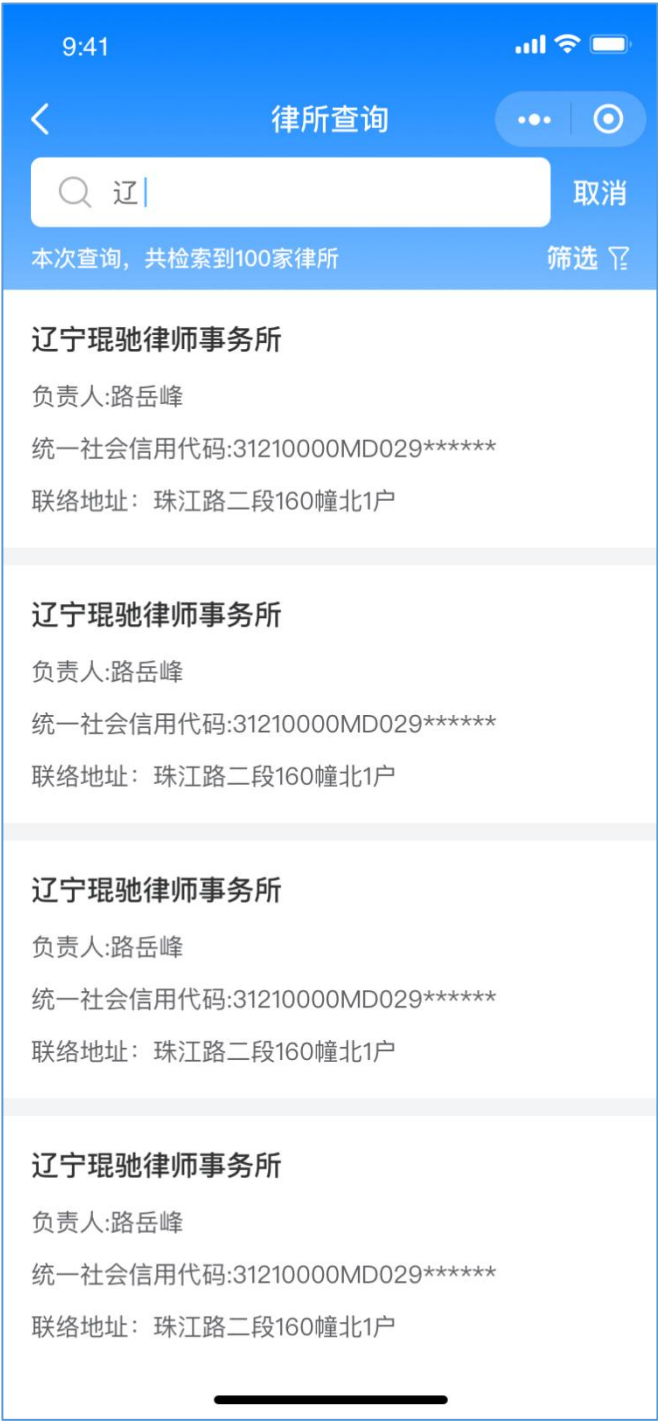 9:41
律所查询
辽
取消
本次查询，共检索到100家律所
筛选
辽宁琨驰律师事务所
负责人:路岳峰
统一社会信用代码:31210000MD029******
联络地址：珠江路二段160幢北1户
辽宁琨驰律师事务所
负责人:路岳峰
统一社会信用代码:31210000MD029******
联络地址：珠江路二段160幢北1户
辽宁琨驰律师事务所
负责人:路岳峰
统一社会信用代码:31210000MD029******
联络地址：珠江路二段160幢北1户
辽宁琨驰律师事务所
负责人:路岳峰
统一社会信用代码:31210000MD029******
联络地址：珠江路二段160幢北1户